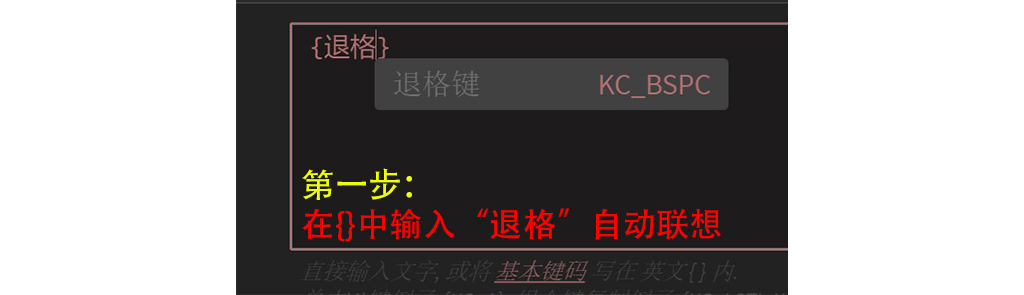 {退格}
退格键 KC_BSPC
第一步：
在{}中输入“退格”自动联想
直接输入文字, 或将 基本键码 写在 英文{} 内.